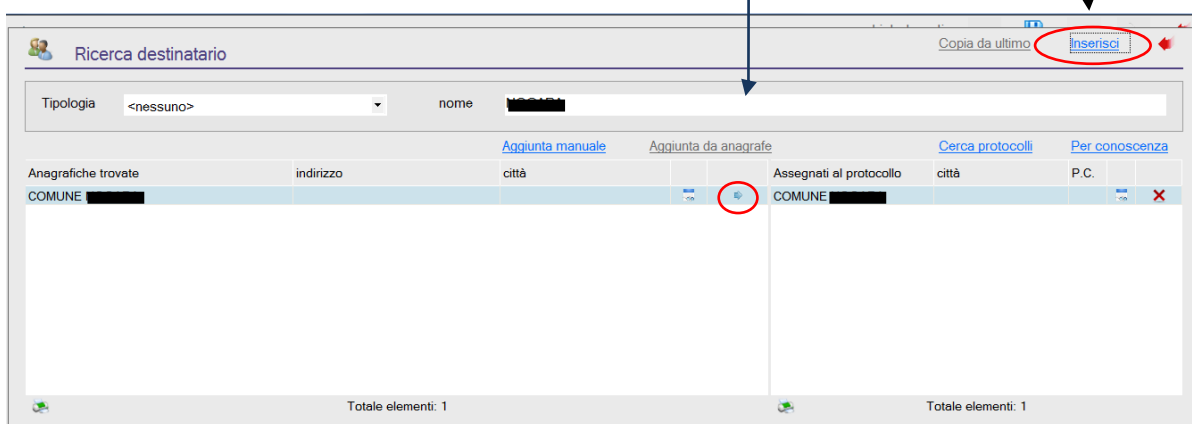 Copia da ultimo Inserisci
Ricerca destinatario
Tipologia <nessuno> nome
Aggiunta manuale Aggiunta da anagrafe Cerca protocolli Per conoscenza
Anagrafiche trovate indirizzo città Assegnati al protocollo città P.C.
COMUNE COMUNE
Totale elementi: 1 Totale elementi: 1